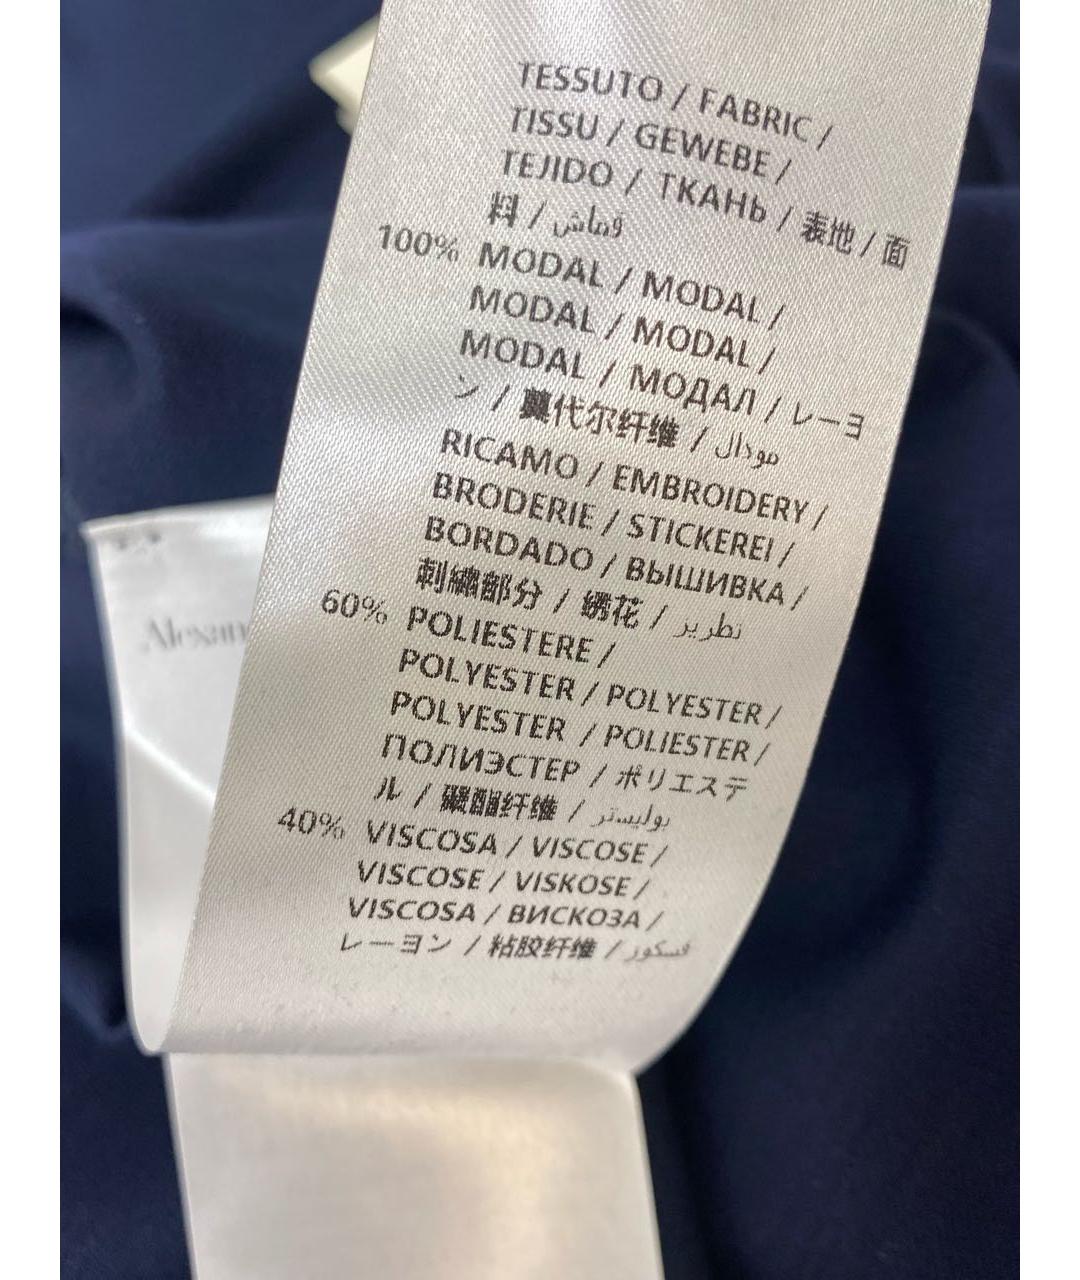 TESSUTO / FABRIC /
TISSU / GEWEBE /
TEJIDO / ТКАНЬ / 表地 / 面
料 / قماش
100% MODAL / MODAL /
MODAL / MODAL /
MODAL / МОДАЛ / レーヨ
ン / 莫代尔纤维 / مودال
RICAMO / EMBROIDERY /
BRODERIE / STICKEREI /
BORDADO / ВЫШИВКА /
刺繍部分 / 绣花 / تطريز
60% POLIESTERE /
POLYESTER / POLYESTER /
POLYESTER / POLIESTER /
ПОЛИЭСТЕР / ポリエステ
ル / 聚酯纤维 / بوليستر
40% VISCOSA / VISCOSE /
VISCOSE / VISKOSE /
VISCOSA / ВИСКОЗА /
レーヨン / 粘胶纤维 / فسكوز